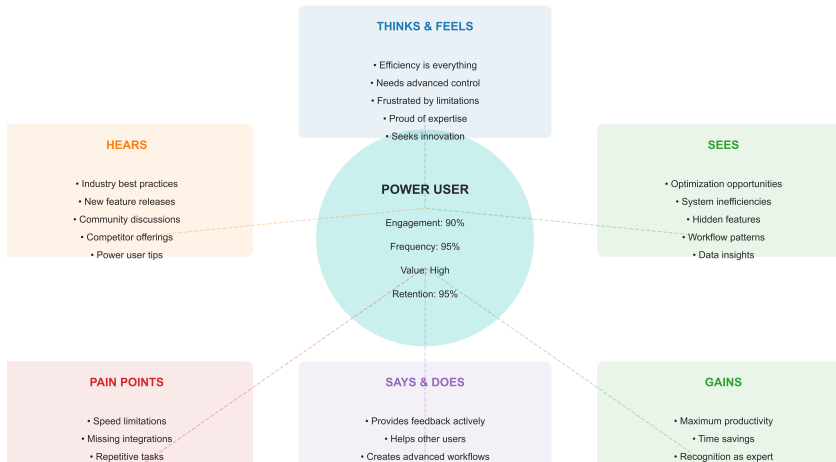 THINKS & FEELS
• Efficiency is everything
• Needs advanced control
• Frustrated by limitations
• Proud of expertise
• Seeks innovation
HEARS
• Industry best practices
• New feature releases
• Community discussions
• Competitor offerings
• Power user tips
POWER USER
Engagement: 90%
Frequency: 95%
Value: High
Retention: 95%
SEES
• Optimization opportunities
• System inefficiencies
• Hidden features
• Workflow patterns
• Data insights
PAIN POINTS
• Speed limitations
• Missing integrations
• Repetitive tasks
SAYS & DOES
• Provides feedback actively
• Helps other users
• Creates advanced workflows
GAINS
• Maximum productivity
• Time savings
• Recognition as expert